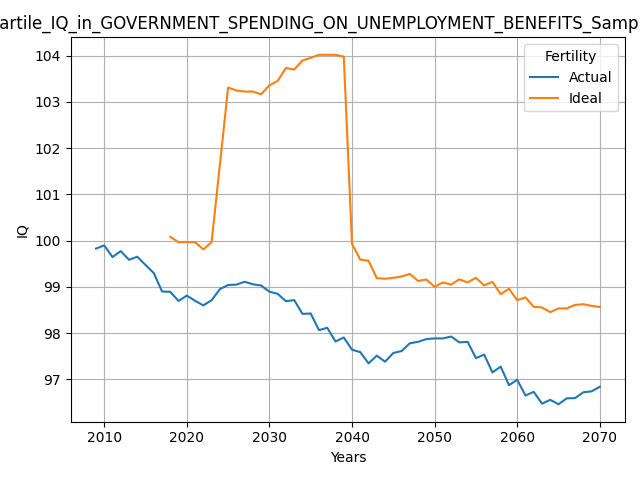 artile_IQ_in_GOVERNMENT_SPENDING_ON_UNEMPLOYMENT_BENEFITS_Samp
Fertility
Actual
Ideal
104
103
102
101
100
99
98
97
IQ
2010 2020 2030 2040 2050 2060 2070
Years